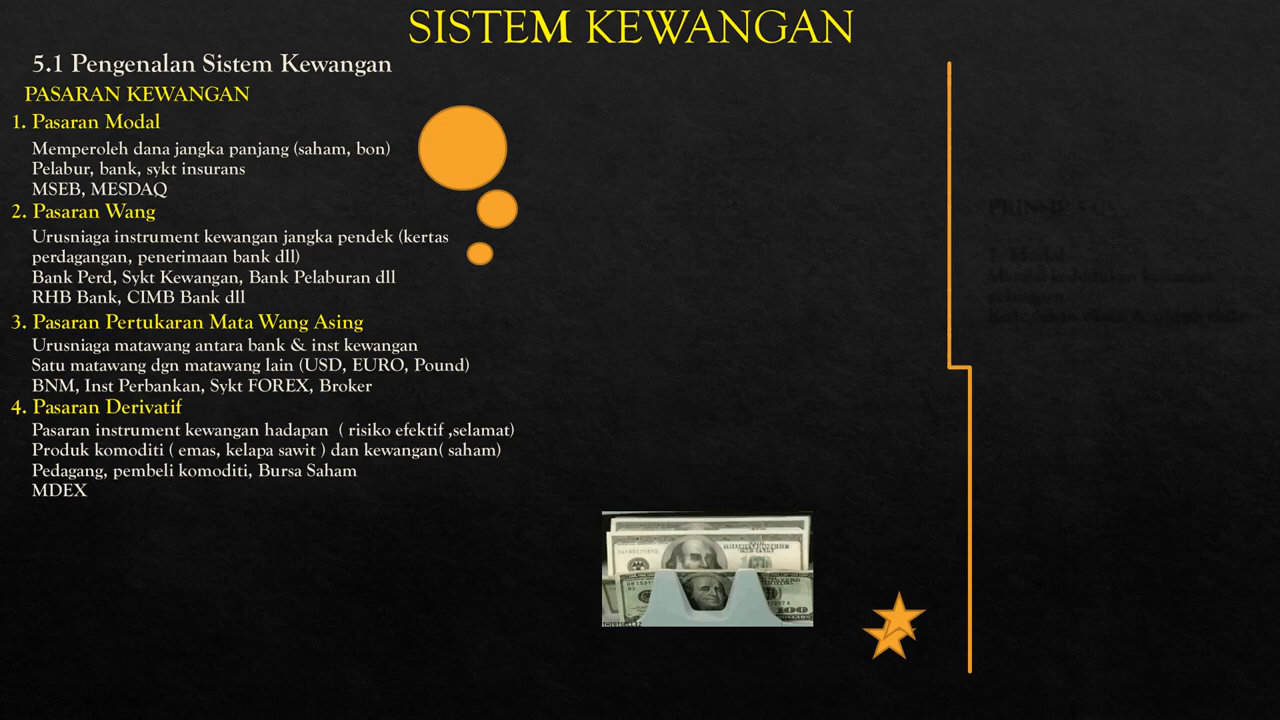 SISTEM KEWANGAN
5.1 Pengenalan Sistem Kewangan
PASARAN KEWANGAN
1. Pasaran Modal
Memperoleh dana jangka panjang (saham, bon)
Pelabur, bank, sykt insurans
MSEB, MESDAQ
2. Pasaran Wang
Urusniaga instrument kewangan jangka pendek (kertas
perdagangan, penerimaan bank dll)
Bank Perd, Sykt Kewangan, Bank Pelaburan dll
RHB Bank, CIMB Bank dll
3. Pasaran Pertukaran Mata Wang Asing
Urusniaga matawang antara bank & inst kewangan
Satu matawang dgn matawang lain (USD, EURO, Pound)
BNM, Inst Perbankan, Sykt FOREX, Broker
4. Pasaran Derivatif
Pasaran instrument kewangan hadapan ( risiko efektif ,selamat)
Produk komoditi ( emas, kelapa sawit ) dan kewangan( saham)
Pedagang, pembeli komoditi, Bursa Saham
MDEX
100